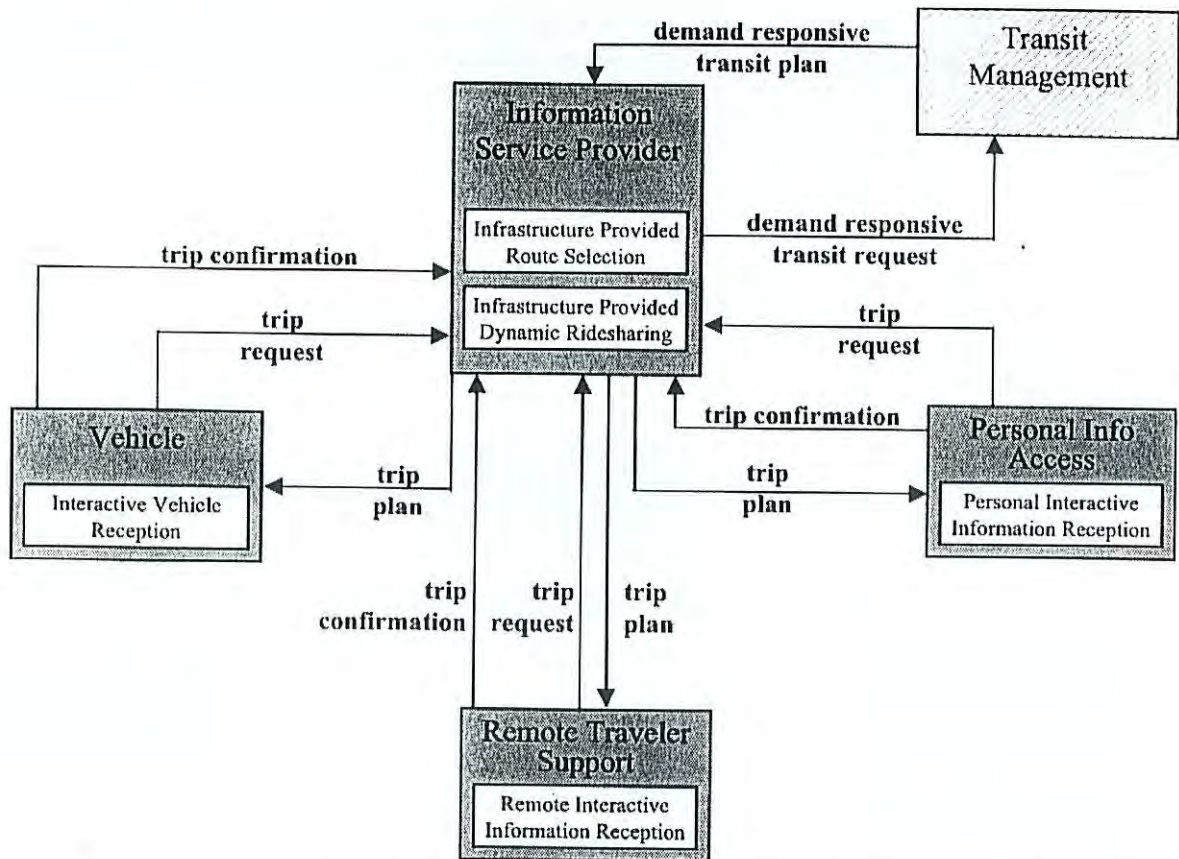 demand responsive
transit plan
Transit
Management
Information
Service Provider
Infrastructure Provided
Route Selection
Infrastructure Provided
Dynamic Ridesharing
demand responsive
transit request
trip confirmation
trip
request
trip
request
Vehicle
Interactive Vehicle
Reception
trip
plan
trip confirmation
trip
plan
Personal Info
Access
Personal Interactive
Information Reception
trip
confirmation
trip
request
trip
plan
Remote Traveler
Support
Remote Interactive
Information Reception